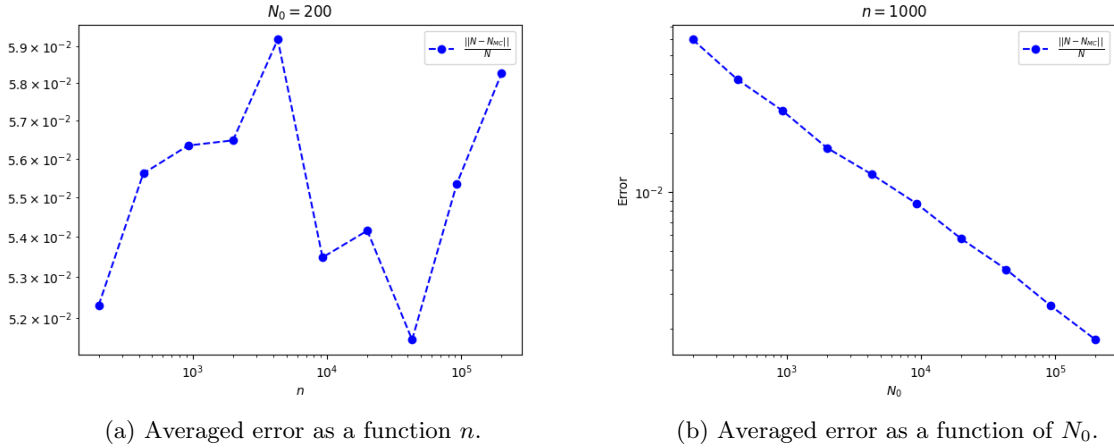 N₀ = 200
||N − N_MC||
N
5.9 × 10⁻²
5.8 × 10⁻²
5.7 × 10⁻²
5.6 × 10⁻²
5.5 × 10⁻²
5.4 × 10⁻²
5.3 × 10⁻²
5.2 × 10⁻²
10³ 10⁴ 10⁵
n
(a) Averaged error as a function n.
n = 1000
||N − N_MC||
N
Error
10⁻²
10³ 10⁴ 10⁵
N₀
(b) Averaged error as a function of N₀.